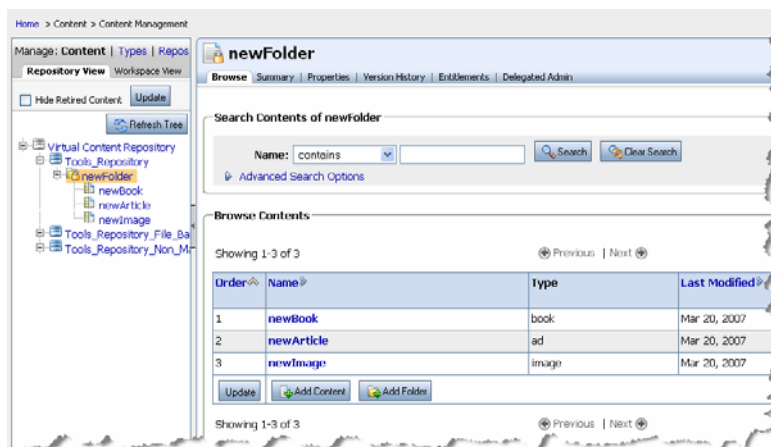 Home > Content > Content Management
Manage: Content | Types | Repos
Repository View Workspace View
Hide Retired Content Update
Refresh Tree
Virtual Content Repository
Tools_Repository
newFolder
newBook
newArticle
newImage
Tools_Repository_File_Ba
Tools_Repository_Non_M
newFolder
Browse Summary | Properties | Version History | Entitlements | Delegated Admin
Search Contents of newFolder
Name: contains Search Clear Search
Advanced Search Options
Browse Contents
Showing 1-3 of 3 Previous | Next
Order Name Type Last Modified
1 newBook book Mar 20, 2007
2 newArticle ad Mar 20, 2007
3 newImage image Mar 20, 2007
Update Add Content Add Folder
Showing 1-3 of 3 Previous | Next